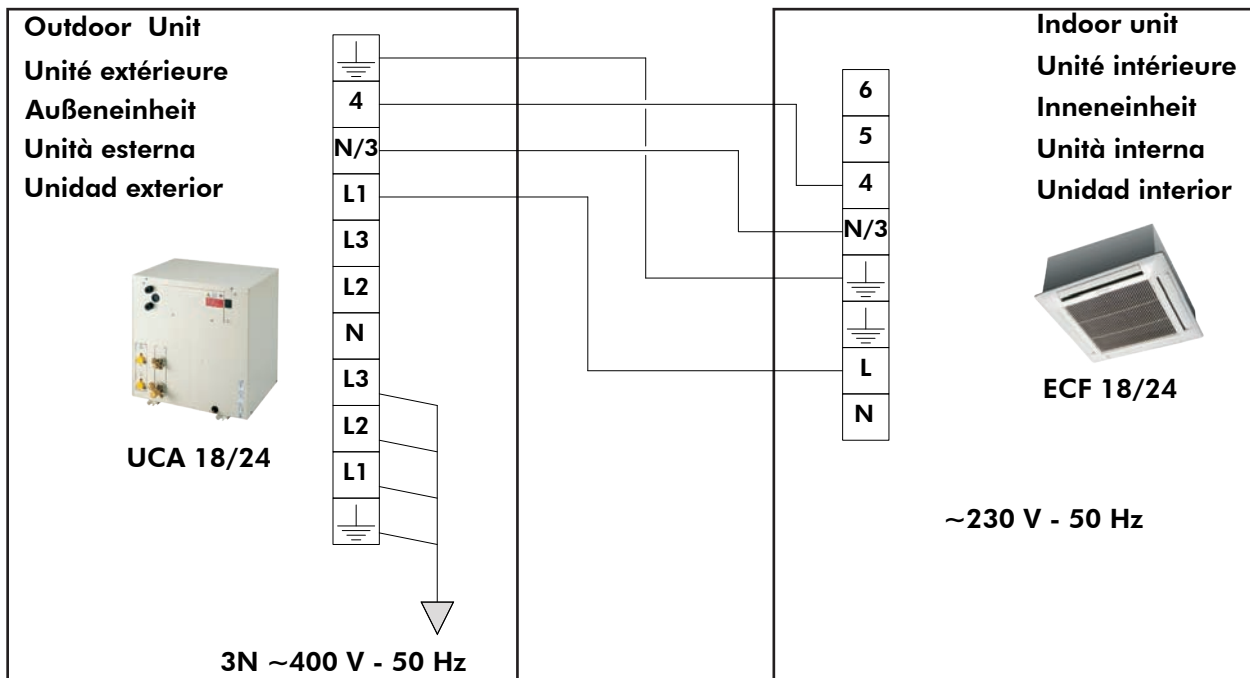 Outdoor Unit
Unité extérieure
Außeneinheit
Unità esterna
Unidad exterior
UCA 18/24
4
N/3
L1
L3
L2
N
L3
L2
L1
3N ~400 V - 50 Hz
6
5
4
N/3
L
N
Indoor unit
Unité intérieure
Inneneinheit
Unità interna
Unidad interior
ECF 18/24
~230 V - 50 Hz